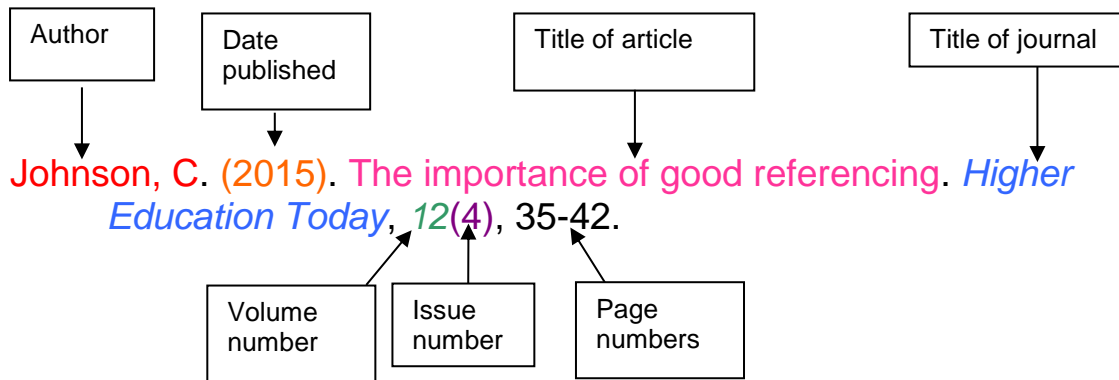 Author
Date
published
Title of article
Title of journal
Johnson, C. (2015). The importance of good referencing. Higher
Education Today, 12(4), 35-42.
Volume
number
Issue
number
Page
numbers